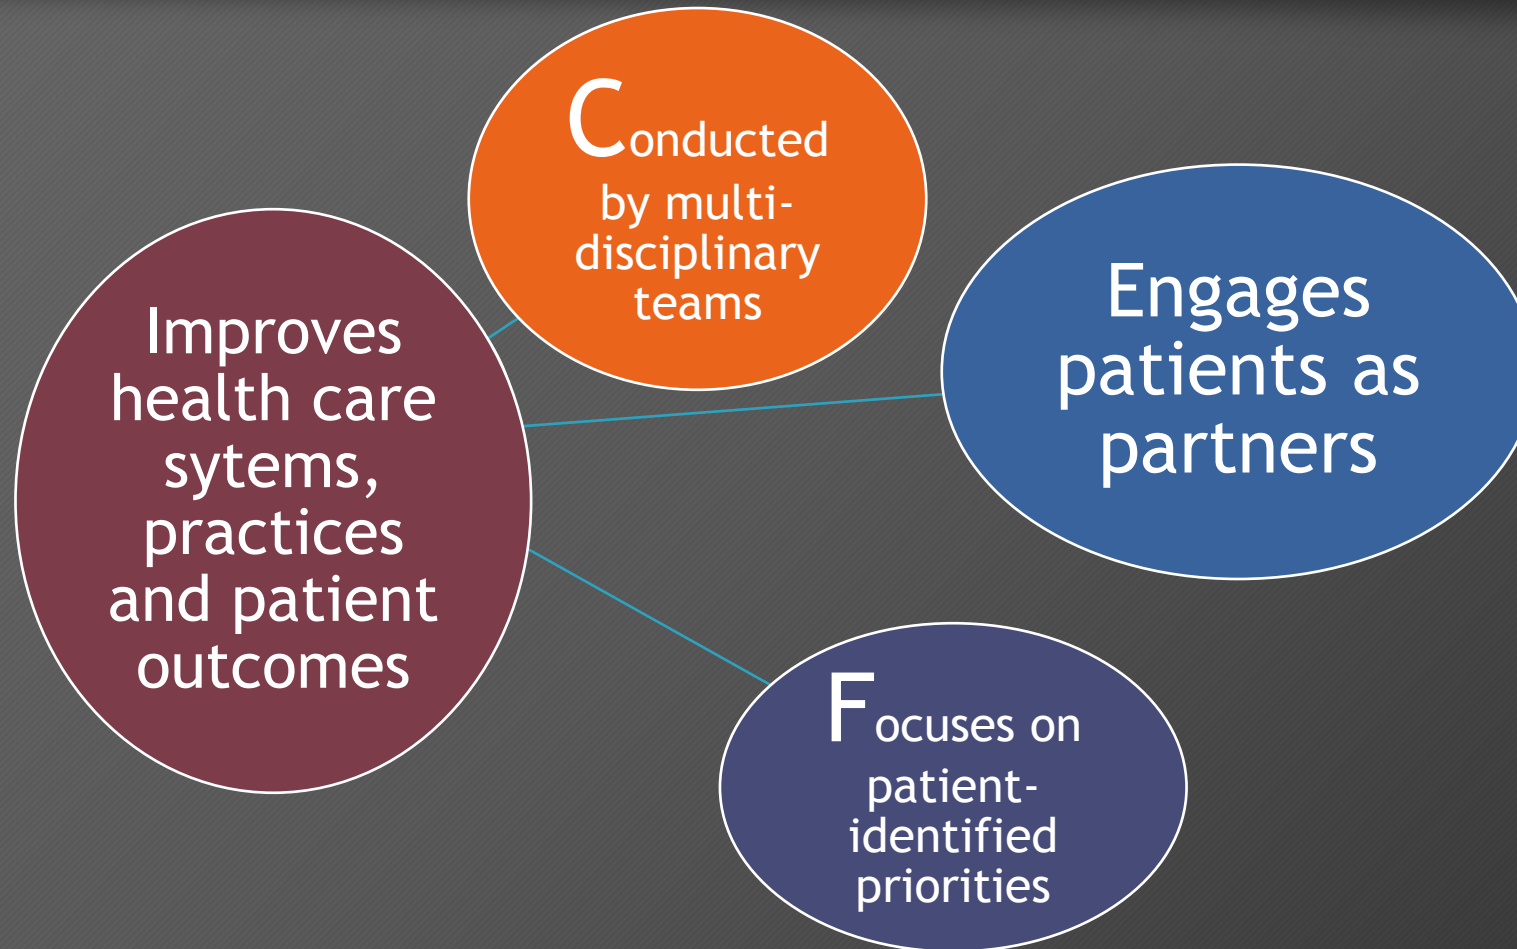 Conducted
by multi-
disciplinary
teams
Improves
health care
sytems,
practices
and patient
outcomes
Engages
patients as
partners
Focuses on
patient-
identified
priorities